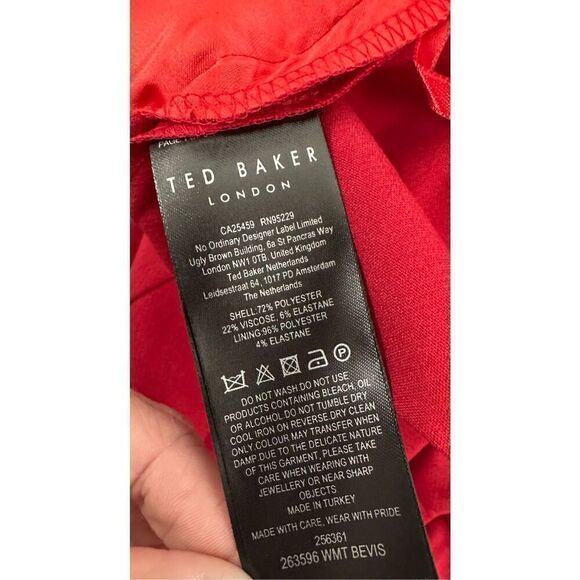 PAGE 1
TED BAKER
LONDON
CA25459 RN95229
No Ordinary Designer Label Limited
Ugly Brown Building, 6a St Pancras Way
London NW1 0TB, United Kingdom
Ted Baker Netherlands
Leidsestraat 64, 1017 PD Amsterdam
The Netherlands
SHELL:72% POLYESTER
22% VISCOSE, 6% ELASTANE
LINING:96% POLYESTER
4% ELASTANE
P
DO NOT WASH.DO NOT USE
PRODUCTS CONTAINING BLEACH, OIL
OR ALCOHOL.DO NOT TUMBLE DRY
COOL IRON ON REVERSE.DRY CLEAN
ONLY.COLOUR MAY TRANSFER WHEN
DAMP.DUE TO THE DELICATE NATURE
OF THIS GARMENT, PLEASE TAKE
CARE WHEN WEARING WITH
JEWELLERY OR NEAR SHARP
OBJECTS
MADE IN TURKEY
MADE WITH CARE, WEAR WITH PRIDE
256361
263596 WMT BEVIS